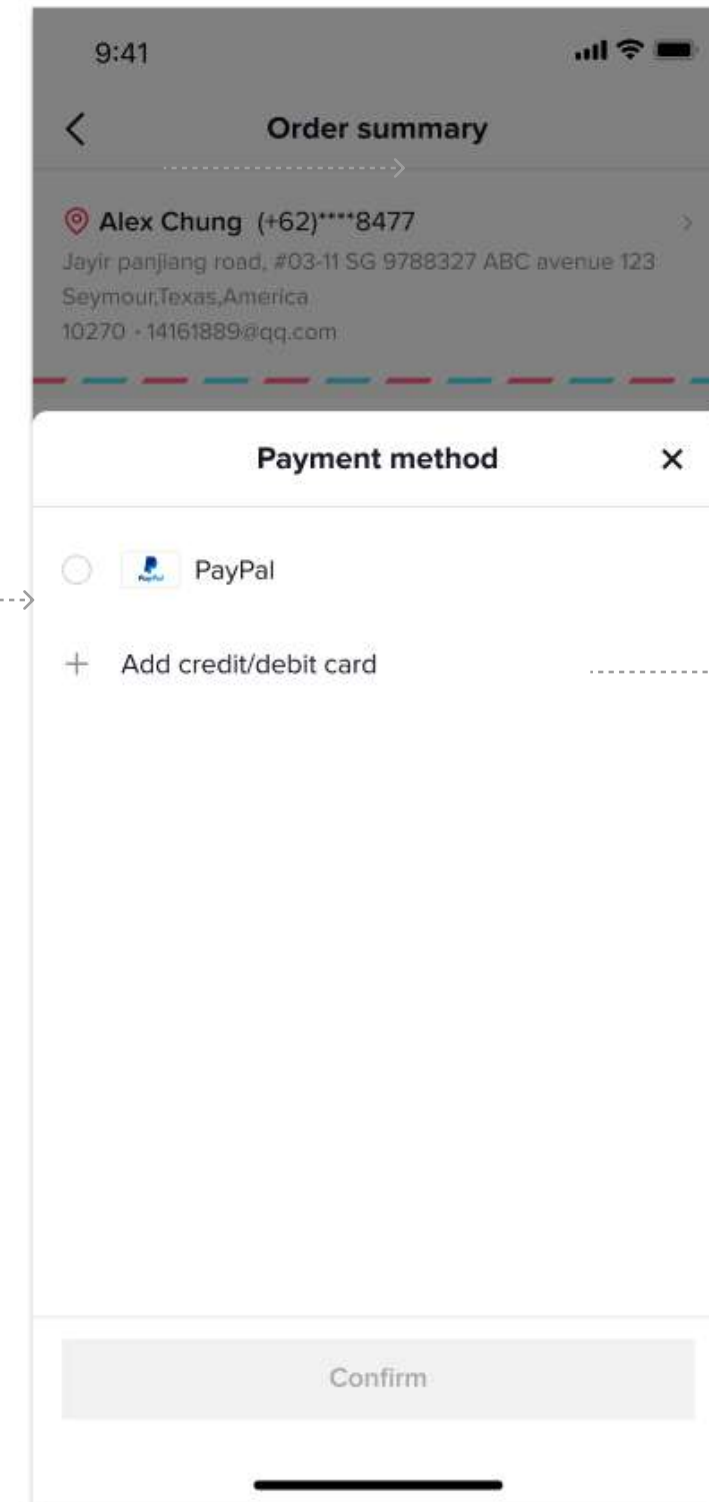 9:41
Order summary
Alex Chung (+62)****8477
Jayir panjiang road, #03-11 SG 9788327 ABC avenue 123
Seymour,Texas,America
10270 · 14161889@qq.com
Payment method
PayPal PayPal
Add credit/debit card
Confirm